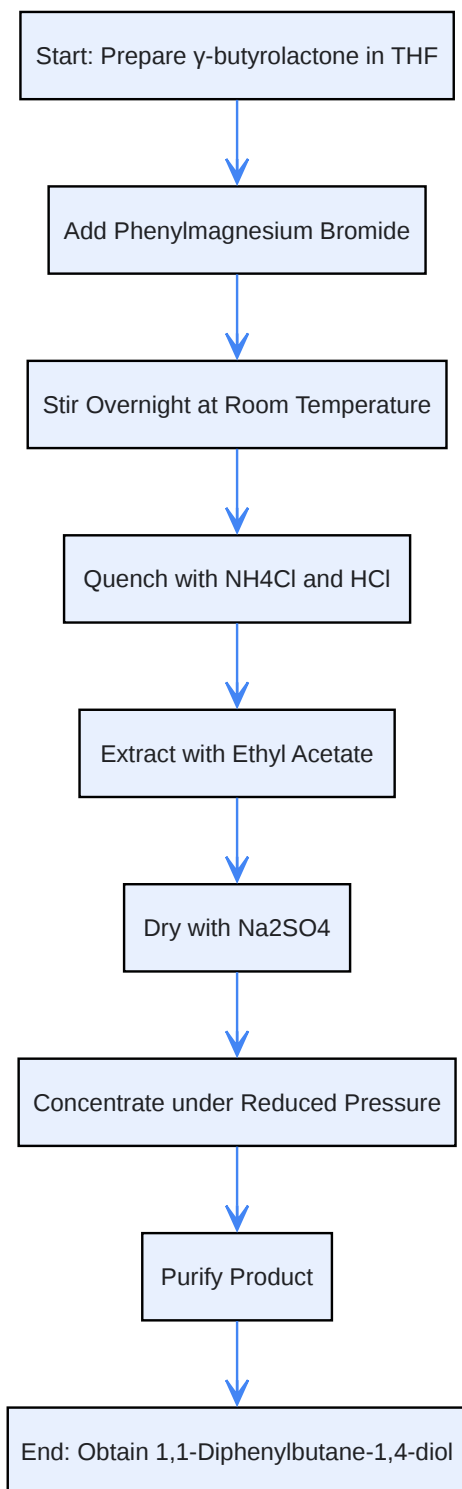 Start: Prepare γ-butyrolactone in THF
Add Phenylmagnesium Bromide
Stir Overnight at Room Temperature
Quench with NH4Cl and HCl
Extract with Ethyl Acetate
Dry with Na2SO4
Concentrate under Reduced Pressure
Purify Product
End: Obtain 1,1-Diphenylbutane-1,4-diol